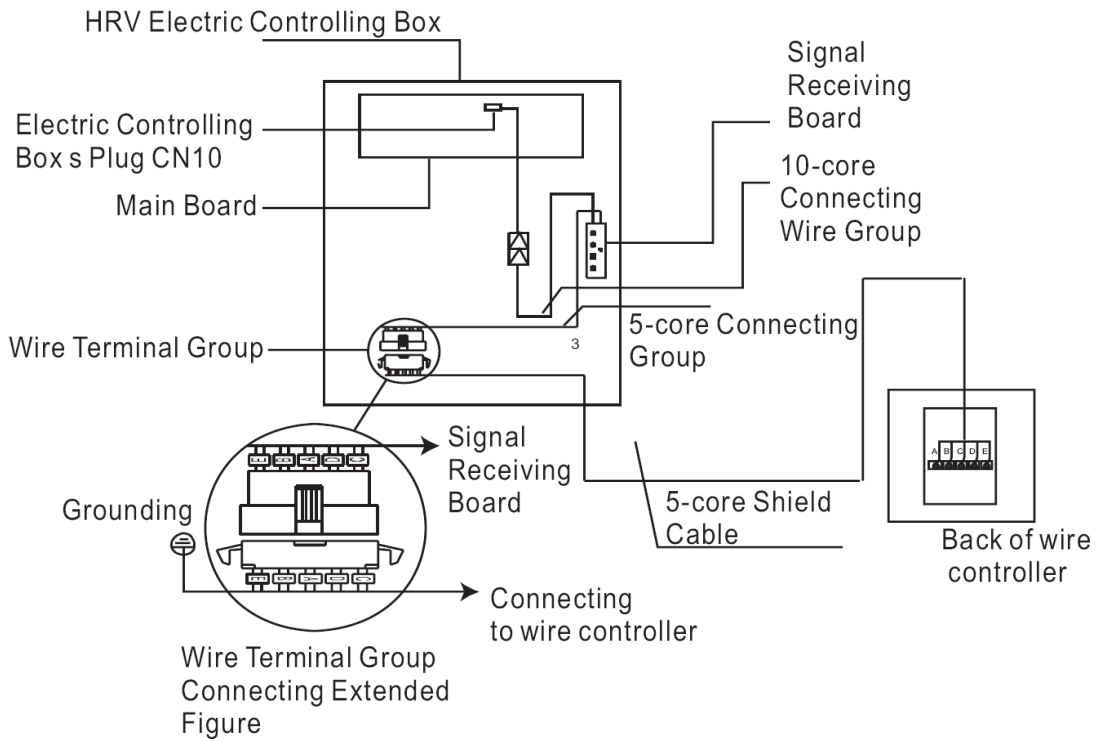 HRV Electric Controlling Box
Signal
Receiving
Board
Electric Controlling
Box s Plug CN10
10-core
Connecting
Wire Group
Main Board
5-core Connecting
Group
3
Wire Terminal Group
Signal
Receiving
Board
E B A D C
Grounding
A B C D E
5-core Shield
Cable
Back of wire
controller
E B A D C
Connecting
to wire controller
Wire Terminal Group
Connecting Extended
Figure